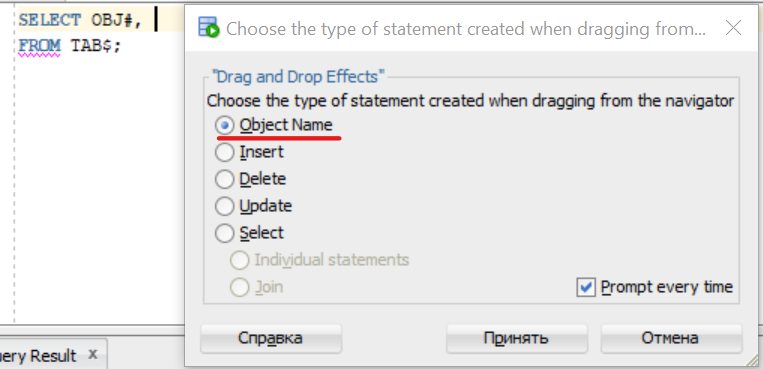 SELECT OBJ#,
FROM TAB$;
Choose the type of statement created when dragging from...
"Drag and Drop Effects"
Choose the type of statement created when dragging from the navigator
Object Name
Insert
Delete
Update
Select
Individual statements
Join
Prompt every time
Справка
Принять
Отмена
ery Result x